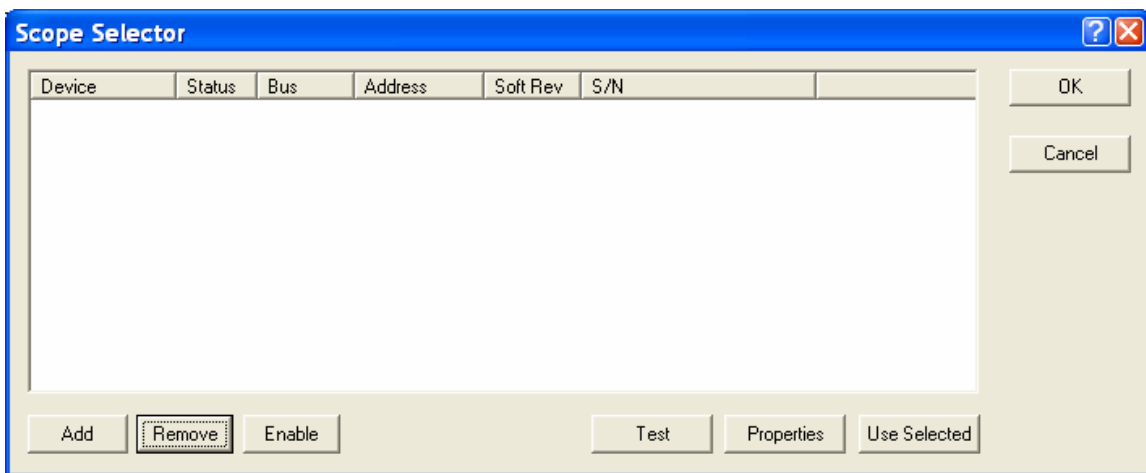 Scope Selector
Device Status Bus Address Soft Rev S/N
OK
Cancel
Add Remove Enable Test Properties Use Selected